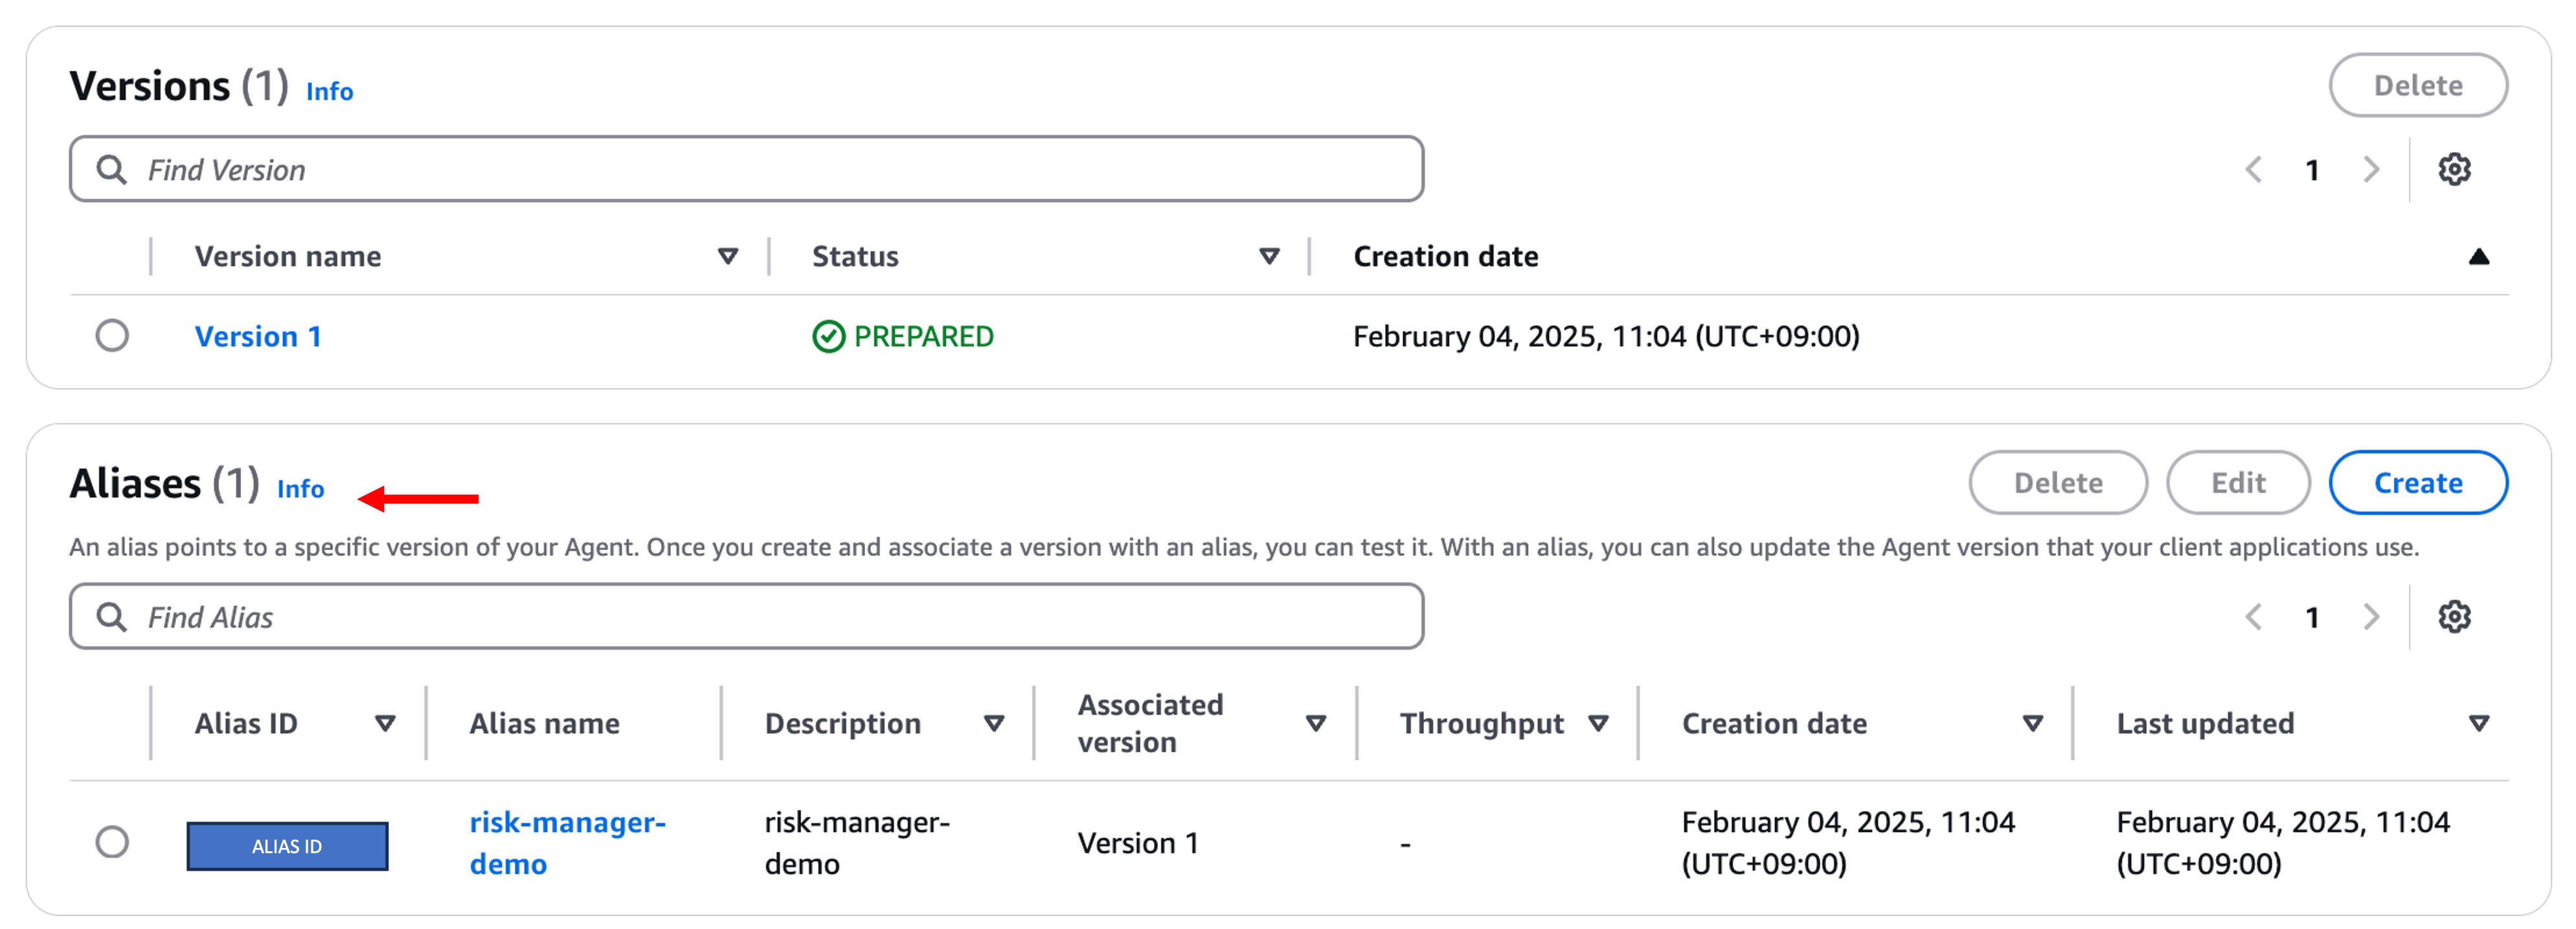 Versions (1) Info Delete
Find Version 1
Version name Status Creation date
Version 1 PREPARED February 04, 2025, 11:04 (UTC+09:00)
Aliases (1) Info Delete Edit Create
An alias points to a specific version of your Agent. Once you create and associate a version with an alias, you can test it. With an alias, you can also update the Agent version that your client applications use.
Find Alias 1
Alias ID Alias name Description Associated version Throughput Creation date Last updated
ALIAS ID risk-manager-demo risk-manager-demo Version 1 - February 04, 2025, 11:04 (UTC+09:00) February 04, 2025, 11:04 (UTC+09:00)